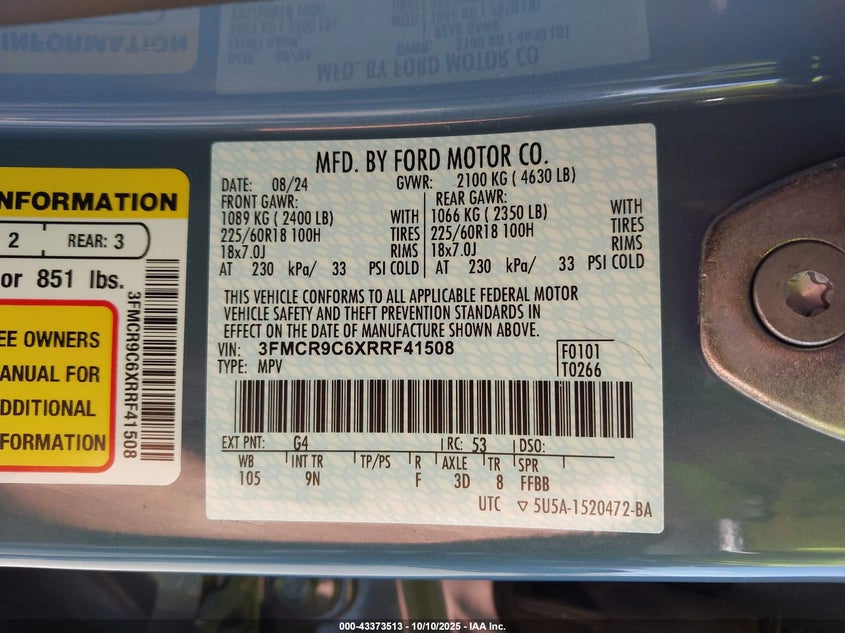 MFD. BY FORD MOTOR CO.
DATE: 08/24 GVWR: 2100 KG ( 4630 LB)
FRONT GAWR: REAR GAWR:
1089 KG ( 2400 LB) WITH 1066 KG ( 2350 LB) WITH
225/60R18 100H TIRES 225/60R18 100H TIRES
18x7.0J RIMS 18x7.0J RIMS
AT 230 kPa/ 33 PSI COLD AT 230 kPa/ 33 PSI COLD
THIS VEHICLE CONFORMS TO ALL APPLICABLE FEDERAL MOTOR
VEHICLE SAFETY AND THEFT PREVENTION STANDARDS IN
EFFECT ON THE DATE OF MANUFACTURE SHOWN ABOVE.
VIN: 3FMCR9C6XRRF41508 F0101
TYPE: MPV T0266
EXT PNT: G4 RC: 53 DSO:
WB INT TR TP/PS R AXLE TR SPR
105 9N F 3D 8 FFBB
UTC ▽ 5U5A-1520472-BA
NFORMATION
2 REAR: 3
or 851 lbs.
EE OWNERS
MANUAL FOR
ADDITIONAL
FORMATION
3FMCR9C6XRRF41508
000-43373513 - 10/10/2025 - IAA Inc.